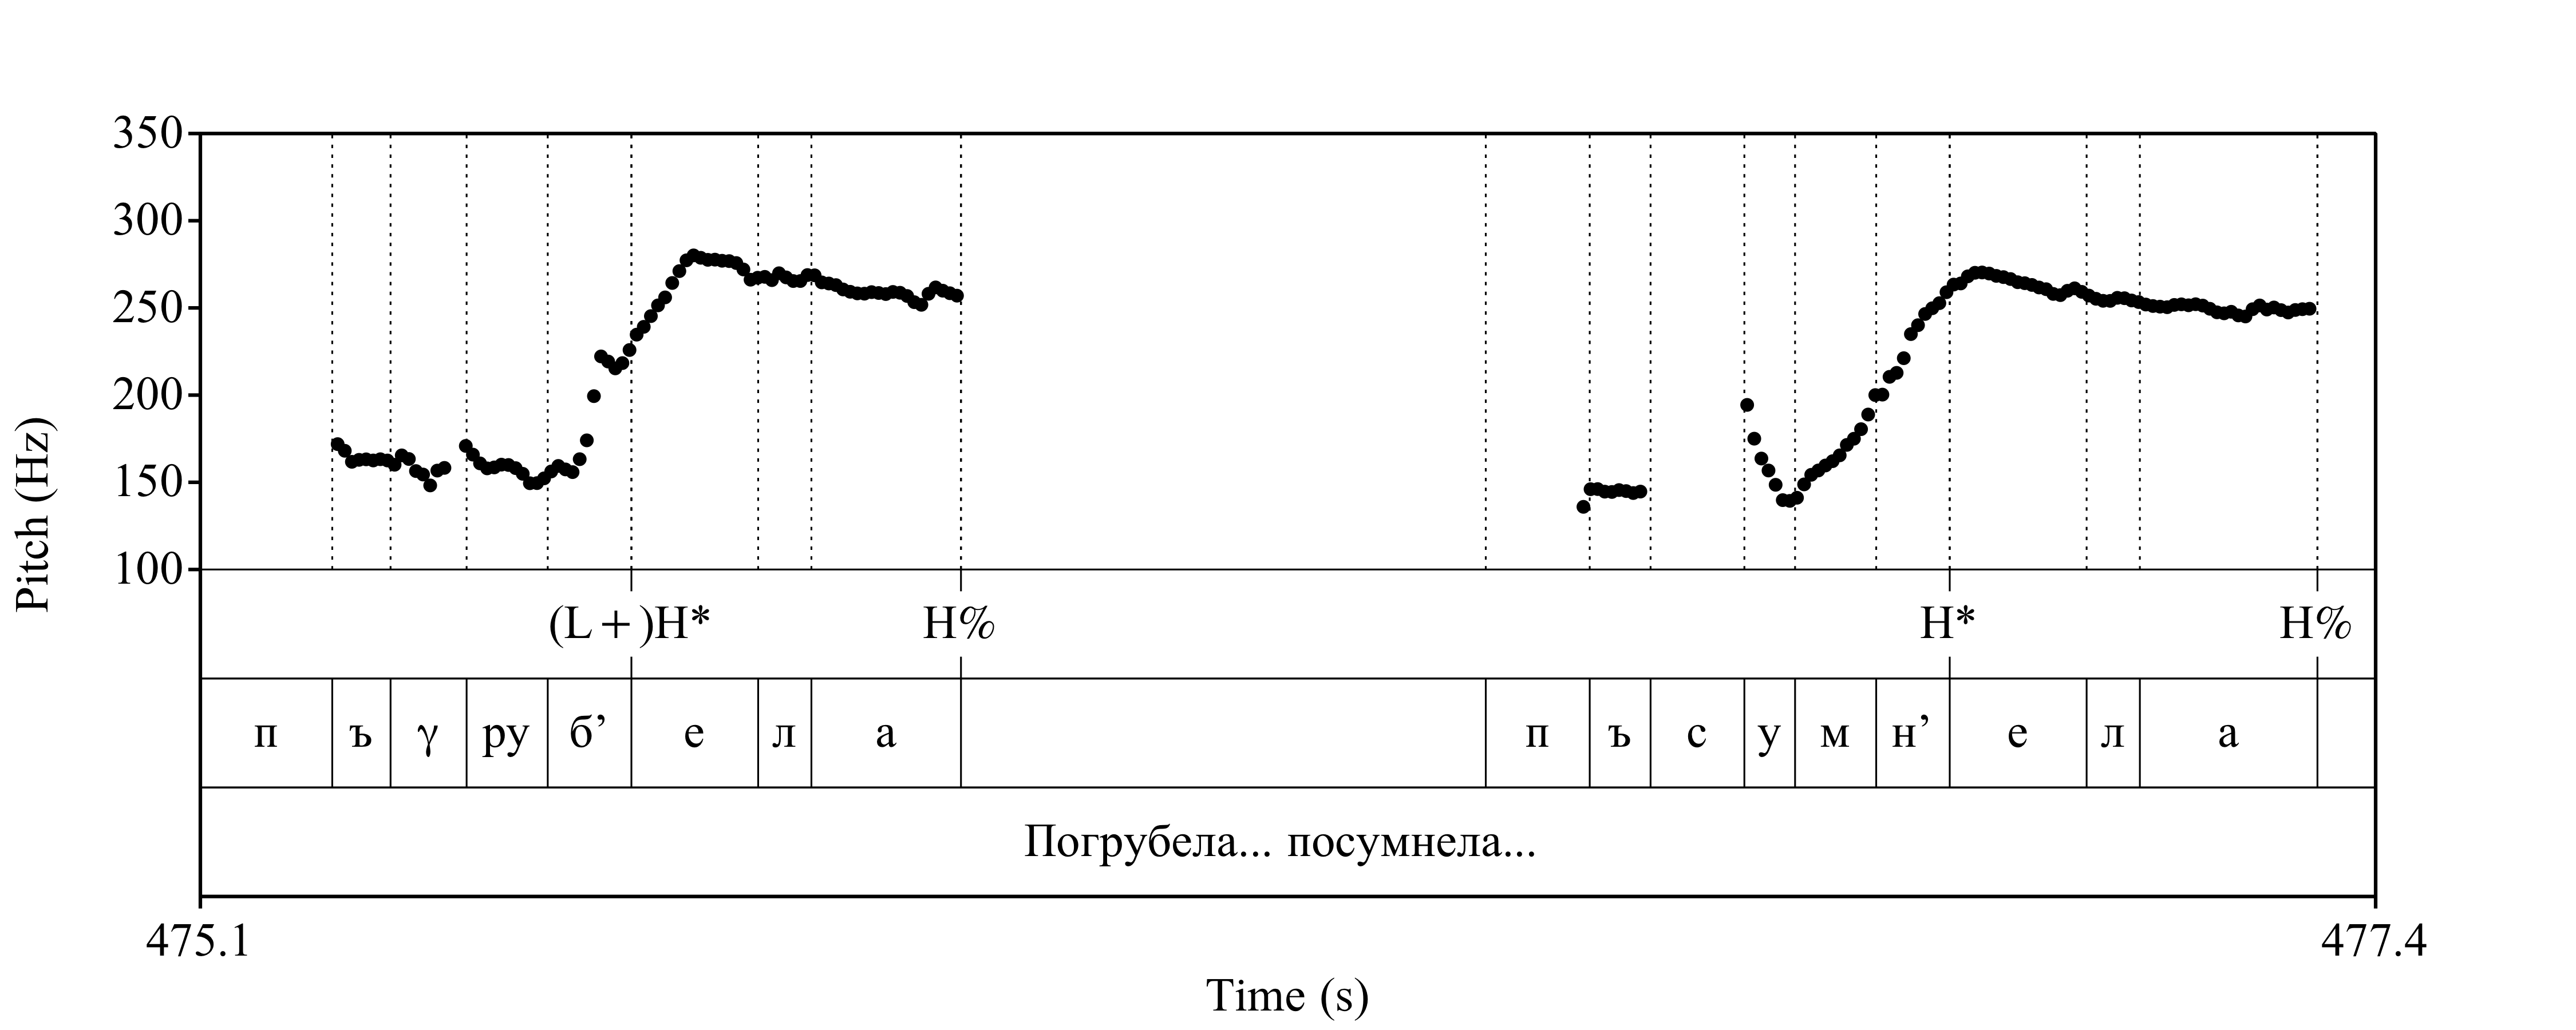 350
300
250
200
150
100
Pitch (Hz)
(L+)H* H% H* H%
п ъ γ ру б’ е л а п ъ с у м н’ е л а
Погрубела... посумнела...
475.1 477.4
Time (s)